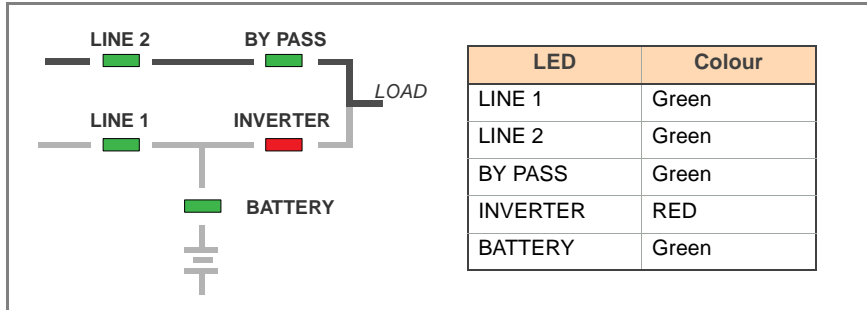 LINE 2 BY PASS
LOAD
LINE 1 INVERTER
BATTERY
LED Colour
LINE 1 Green
LINE 2 Green
BY PASS Green
INVERTER RED
BATTERY Green